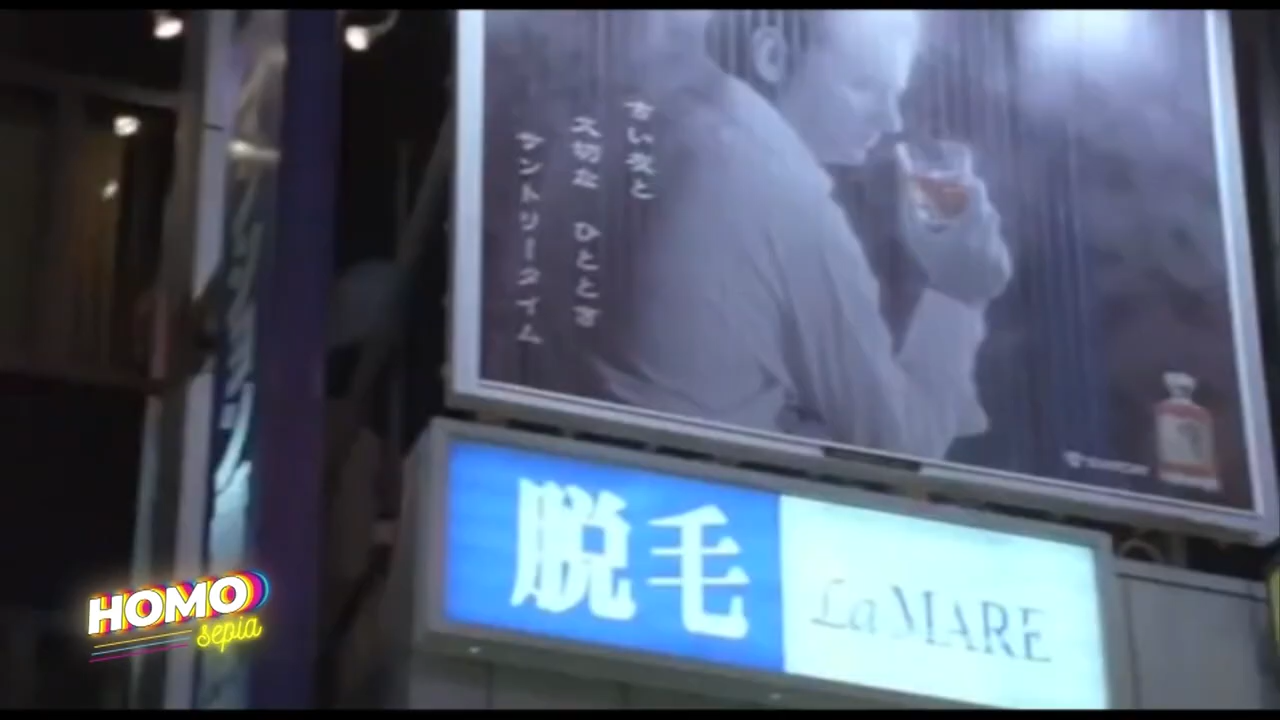 古い友と
大切な ひととき
サントリータイム
SUNTORY
脱毛
La MARE
HOMO
sepia